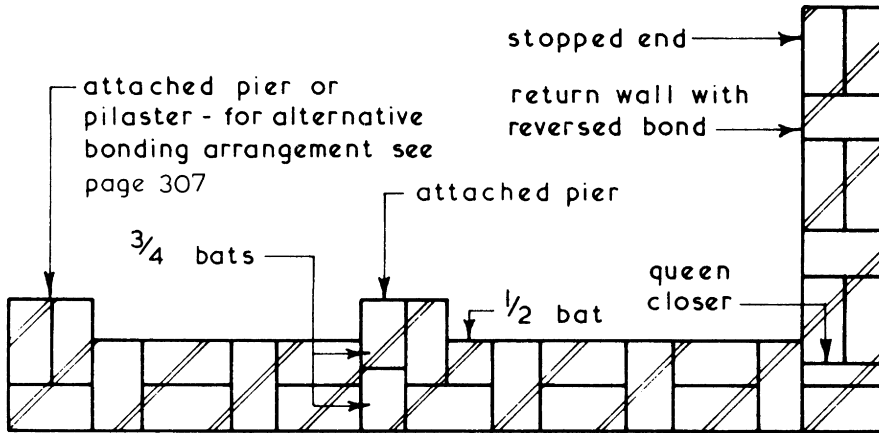 stopped end
attached pier or
pilaster - for alternative
bonding arrangement see
page 307
return wall with
reversed bond
attached pier
3/4 bats
queen
closer
1/2 bat